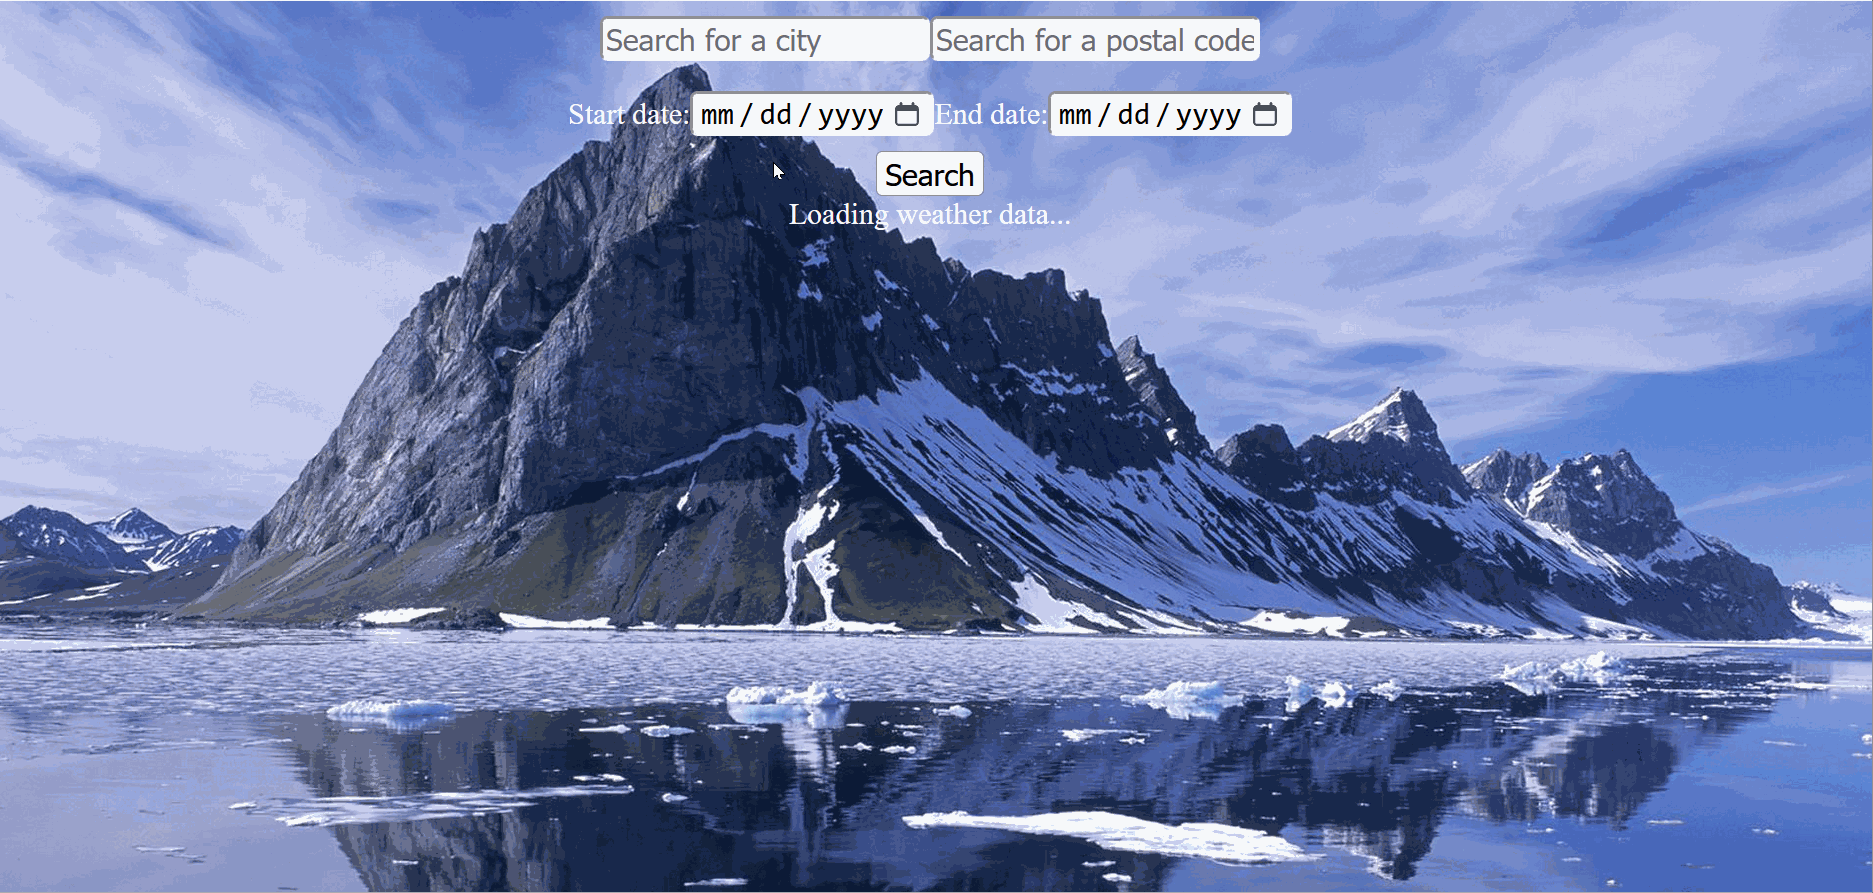 Search for a city Search for a postal code
Start date: mm/dd/yyyy End date: mm/dd/yyyy
Search
Loading weather data...